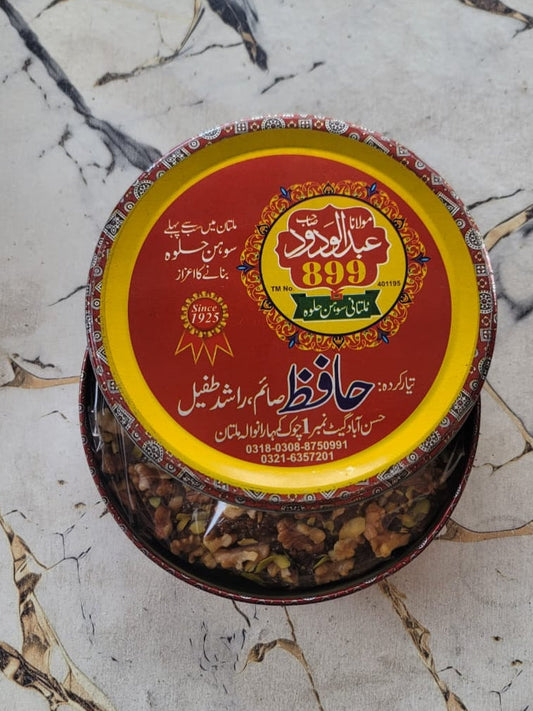 مولانا
صاحب
عبدالودود
899
TM No. 401195
ملتانی سوہن حلوہ
ملتان میں سب سے پہلے
سوہن حلوہ
بنانے کا اعزاز
Since
1925
تیار کردہ: حافظ صائم، راشد طفیل
حسن آباد گیٹ نمبر 1 چوک کمہارانوالہ ملتان
0318-0308-8750991
0321-6357201